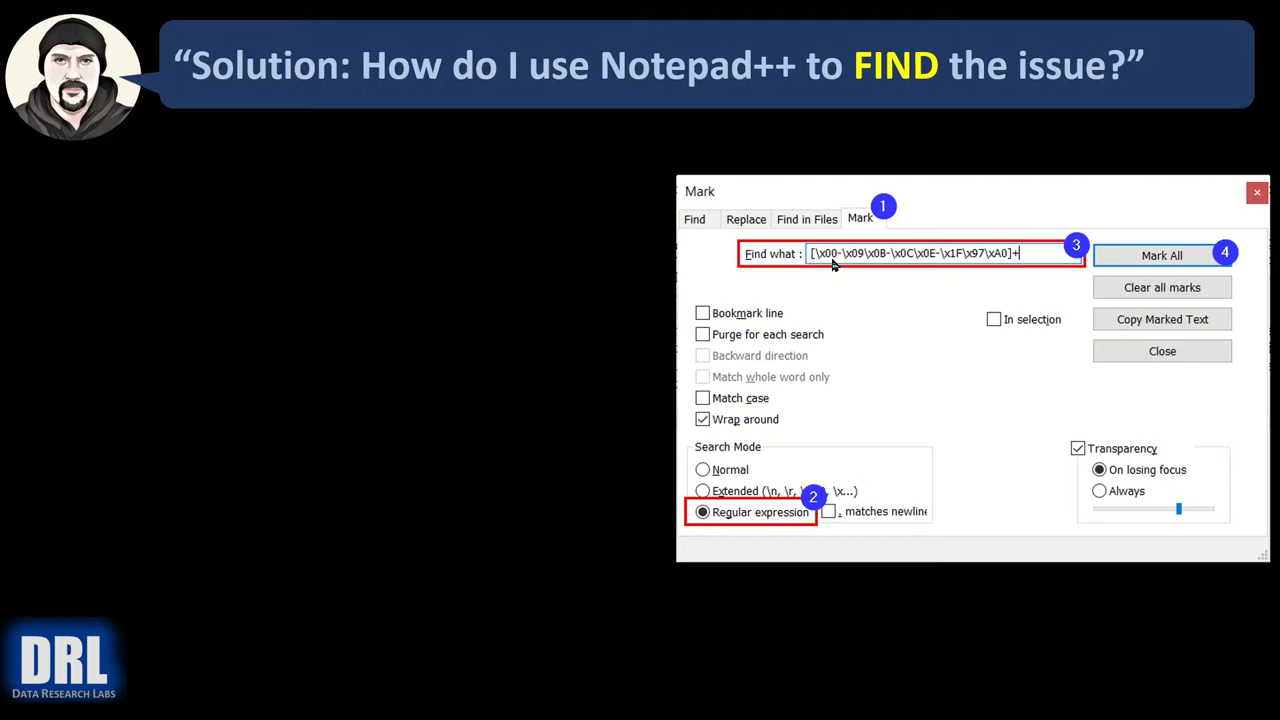 “Solution: How do I use Notepad++ to FIND the issue?”
Mark
×
Find
Replace
Find in Files
Mark
1
Find what :
[\x00-\x09\x0B-\x0C\x0E-\x1F\x97\xA0]+
3
Mark All
4
Clear all marks
Bookmark line
In selection
Copy Marked Text
Purge for each search
Backward direction
Close
Match whole word only
Match case
Wrap around
Search Mode
Transparency
Normal
On losing focus
Extended (\n, \r, \x...)
2
Always
Regular expression
. matches newline
DRL
DATA RESEARCH LABS